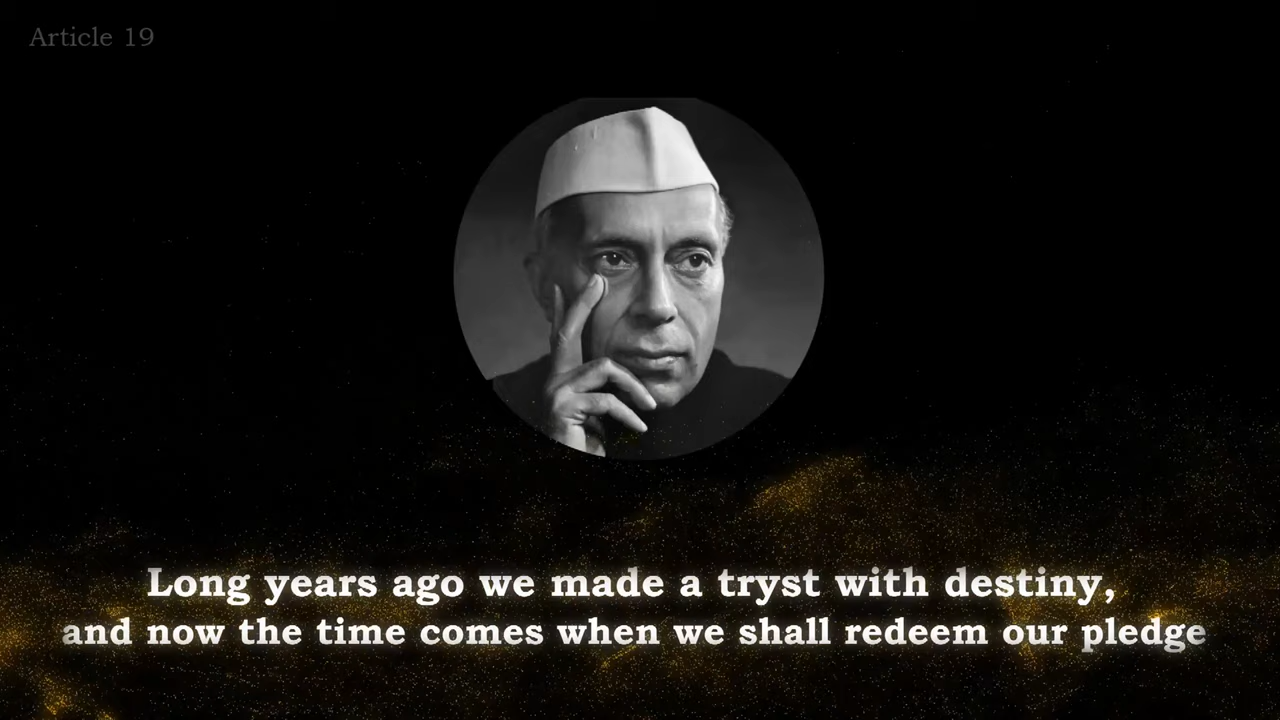 Article 19
Long years ago we made a tryst with destiny,
and now the time comes when we shall redeem our pledge